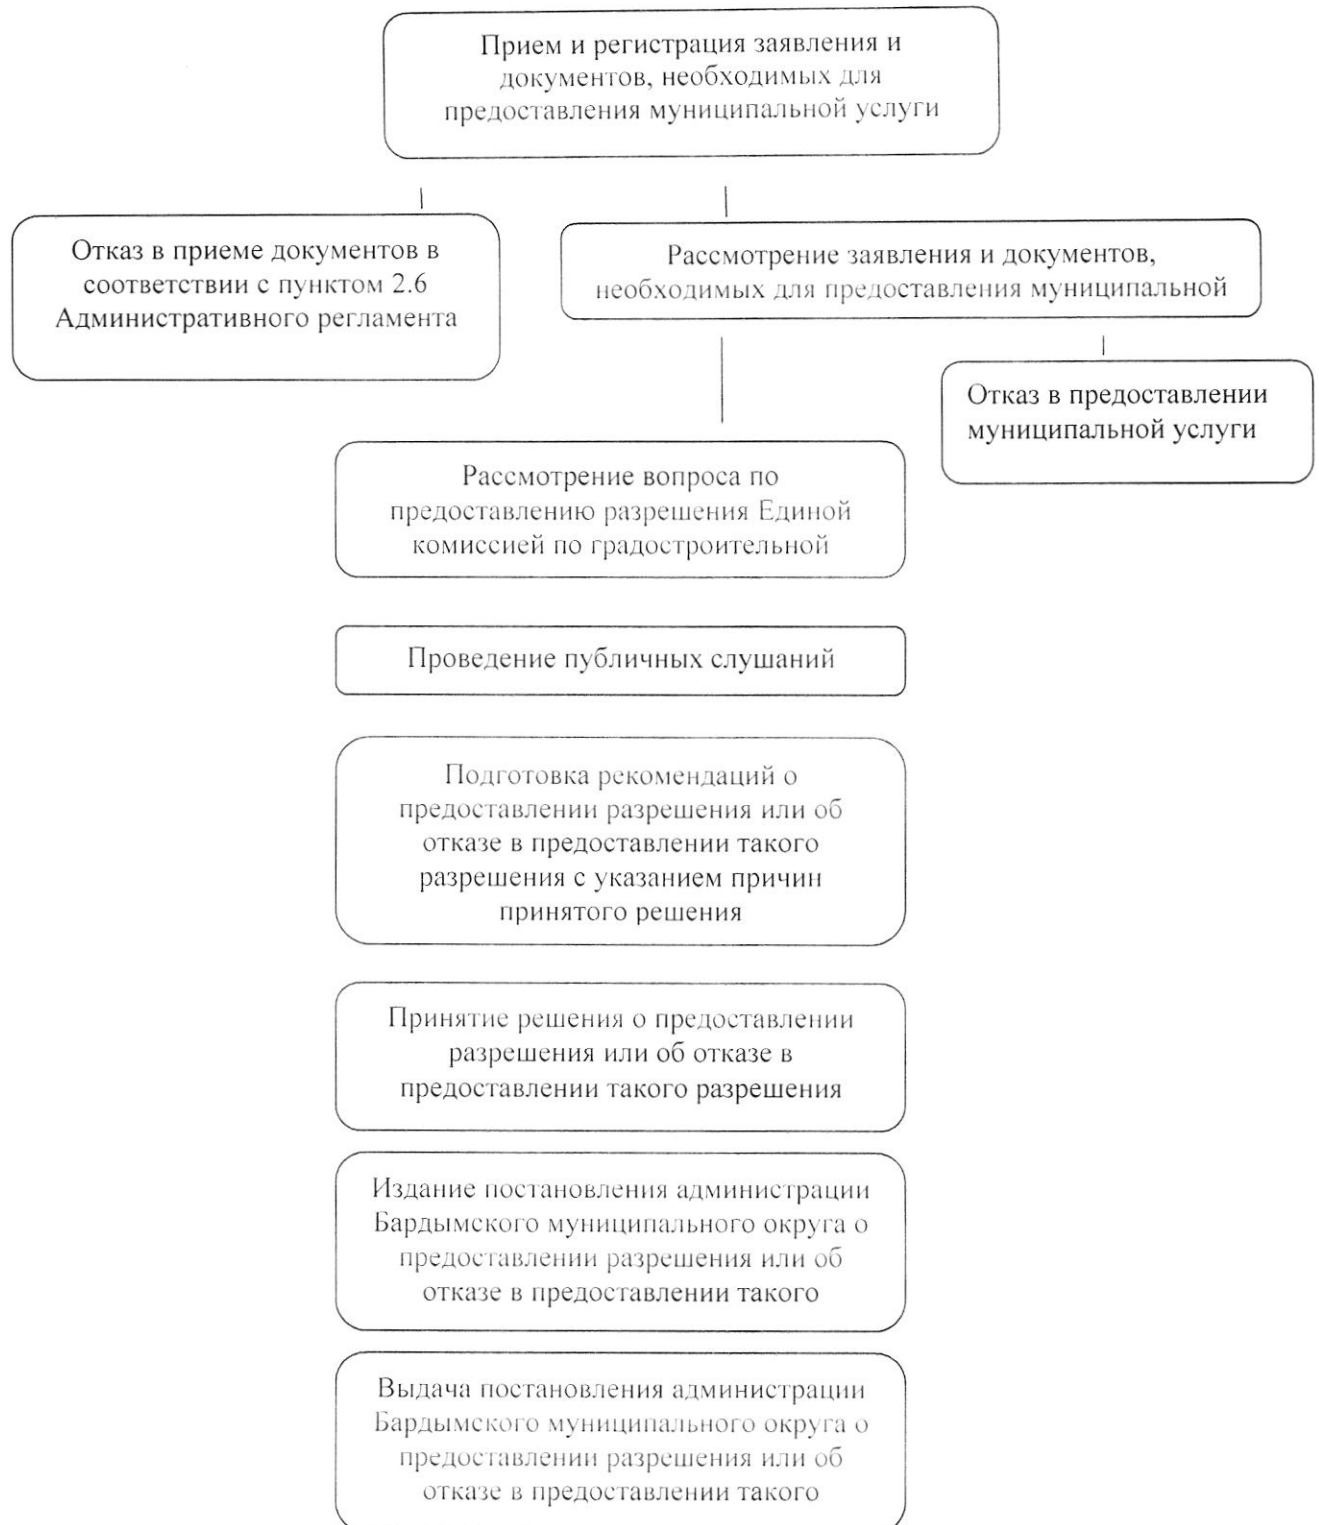 Прием и регистрация заявления и
документов, необходимых для
предоставления муниципальной услуги
Отказ в приеме документов в
соответствии с пунктом 2.6
Административного регламента
Рассмотрение заявления и документов,
необходимых для предоставления муниципальной
Отказ в предоставлении
муниципальной услуги
Рассмотрение вопроса по
предоставлению разрешения Единой
комиссией по градостроительной
Проведение публичных слушаний
Подготовка рекомендаций о
предоставлении разрешения или об
отказе в предоставлении такого
разрешения с указанием причин
принятого решения
Принятие решения о предоставлении
разрешения или об отказе в
предоставлении такого разрешения
Издание постановления администрации
Бардымского муниципального округа о
предоставлении разрешения или об
отказе в предоставлении такого
Выдача постановления администрации
Бардымского муниципального округа о
предоставлении разрешения или об
отказе в предоставлении такого